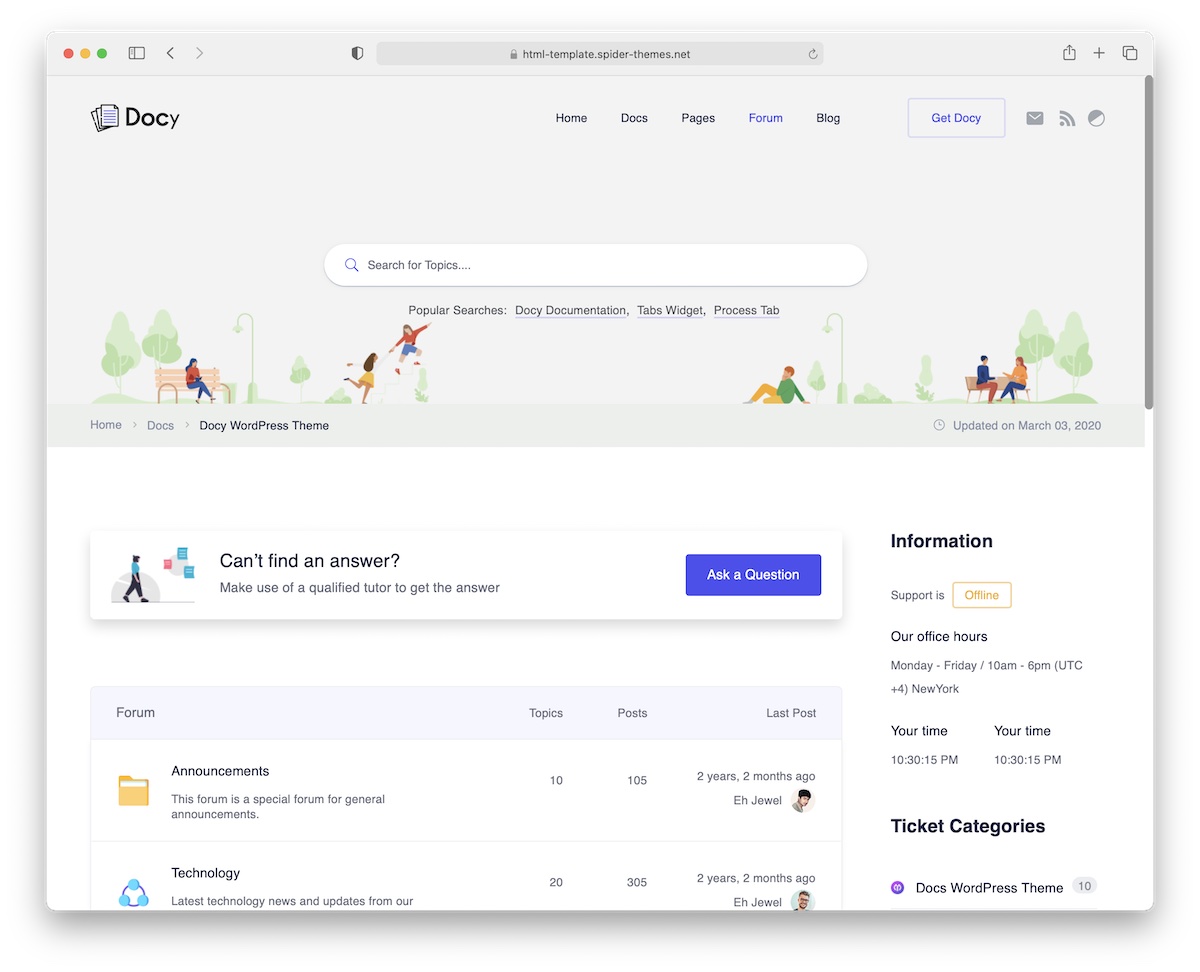 html-template.spider-themes.net
Docy
Home Docs Pages Forum Blog Get Docy
Search for Topics....
Popular Searches: Docy Documentation, Tabs Widget, Process Tab
Home > Docs > Docy WordPress Theme
Updated on March 03, 2020
Can't find an answer?
Make use of a qualified tutor to get the answer
Ask a Question
Forum Topics Posts Last Post
Announcements
This forum is a special forum for general
announcements.
10 105 2 years, 2 months ago
Eh Jewel
Technology
Latest technology news and updates from our
20 305 2 years, 2 months ago
Eh Jewel
Information
Support is Offline
Our office hours
Monday - Friday / 10am - 6pm (UTC
+4) NewYork
Your time Your time
10:30:15 PM 10:30:15 PM
Ticket Categories
Docs WordPress Theme 10